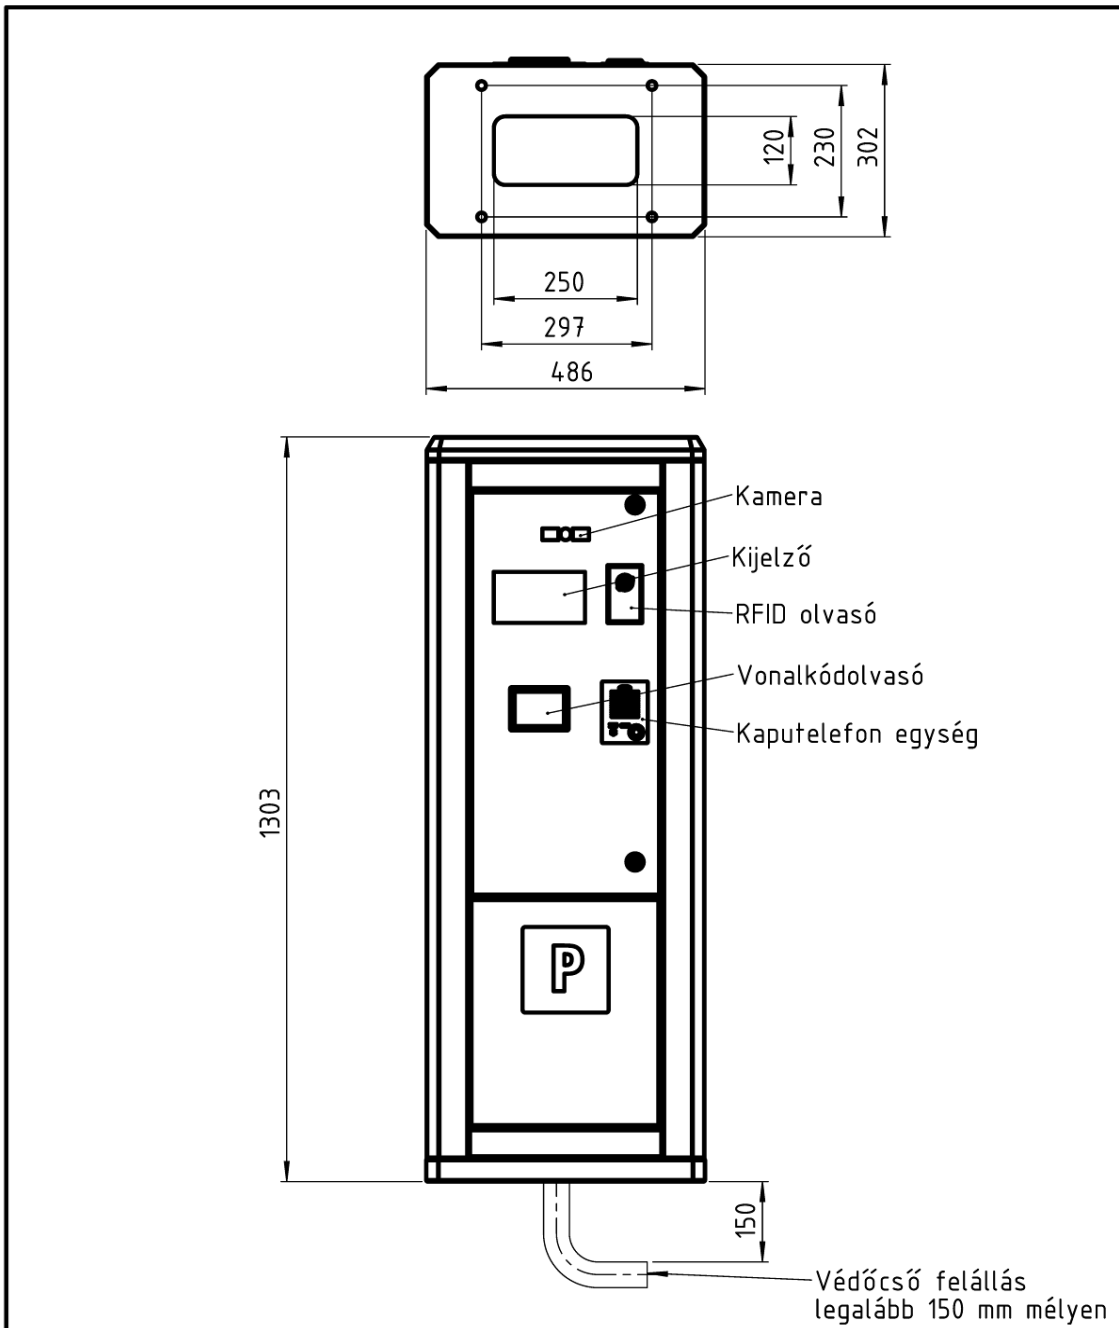 120
230
302
250
297
486
Kamera
Kijelző
RFID olvasó
Vonalkódolvasó
Kaputelefon egység
1303
P
150
Védőcső felállás
legalább 150 mm mélyen